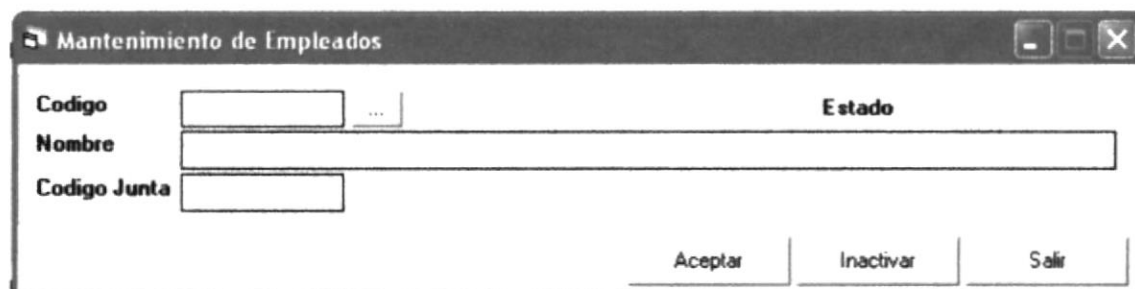 Mantenimiento de Empleados
Codigo ... Estado
Nombre
Codigo Junta
Aceptar Inactivar Salir